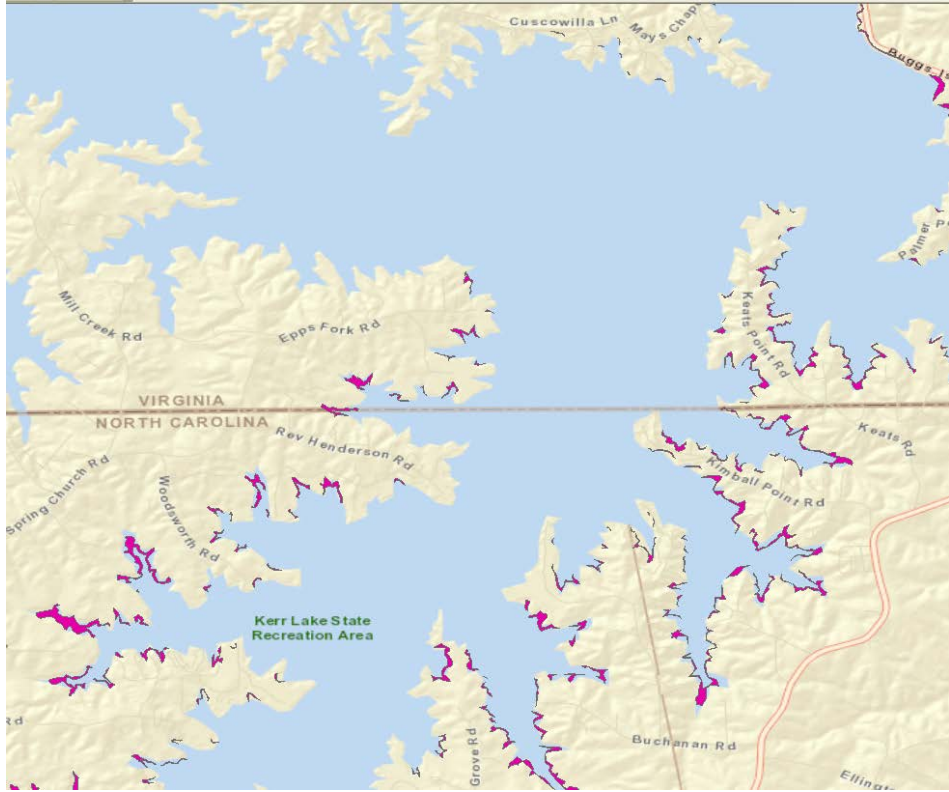 Cuscowilla Ln
Mays Chap
Buggs Is
Palmer
P
Mill Creek Rd
Epps Fork Rd
Keats Point Rd
VIRGINIA
NORTH CAROLINA
Rev Henderson Rd
Keats Rd
Kimball Point Rd
Spring Church Rd
Woodsworth Rd
Kerr Lake State
Recreation Area
Rd
Grove Rd
Buchanan Rd
Ellington